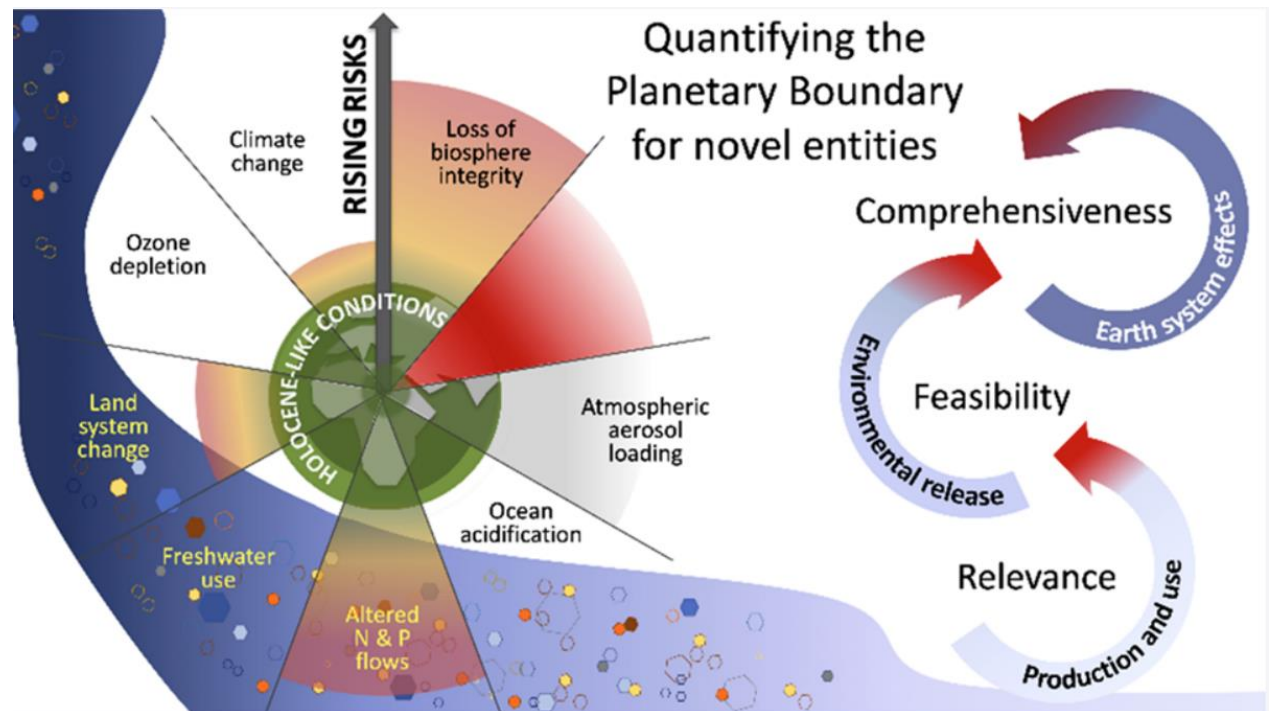 Quantifying the
Planetary Boundary
for novel entities
RISING RISKS
Climate
change
Loss of
biosphere
integrity
Ozone
depletion
HOLOCENE-LIKE CONDITIONS
Land
system
change
Atmospheric
aerosol
loading
Ocean
acidification
Freshwater
use
Altered
N & P
flows
Comprehensiveness
Earth system effects
Environmental release
Feasibility
Relevance
Production and use